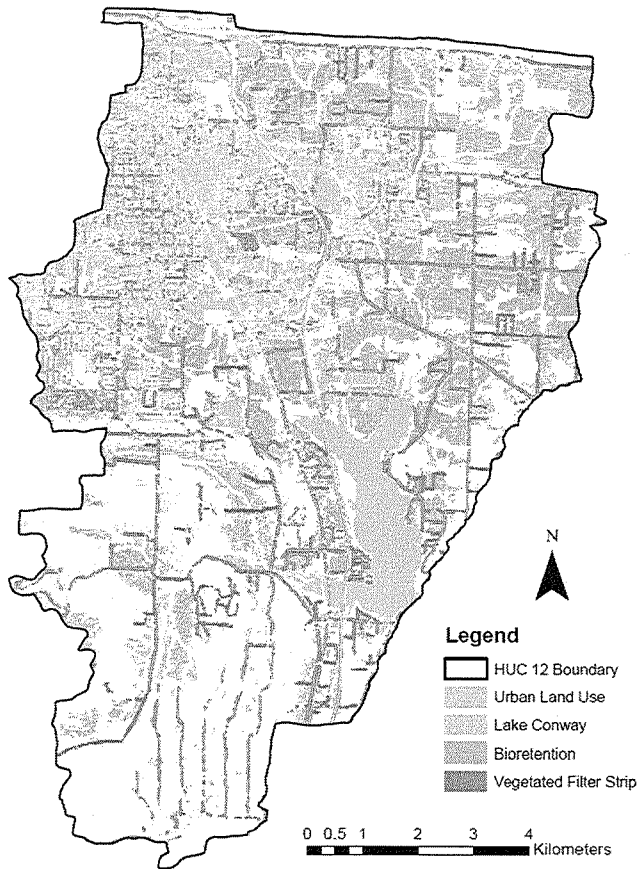 N
Legend
HUC 12 Boundary
Urban Land Use
Lake Conway
Bioretention
Vegetated Filter Strip
0 0.5 1 2 3 4
Kilometers